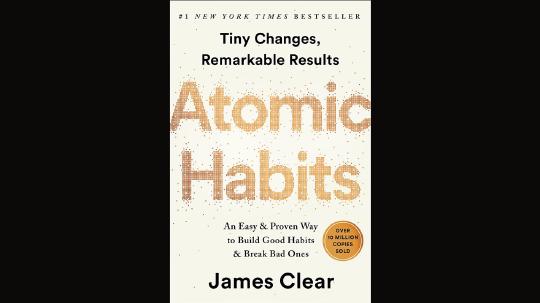 #1 NEW YORK TIMES BESTSELLER
Tiny Changes,
Remarkable Results
Atomic
Habits
An Easy & Proven Way
to Build Good Habits
& Break Bad Ones
OVER
10 MILLION
COPIES
SOLD
James Clear